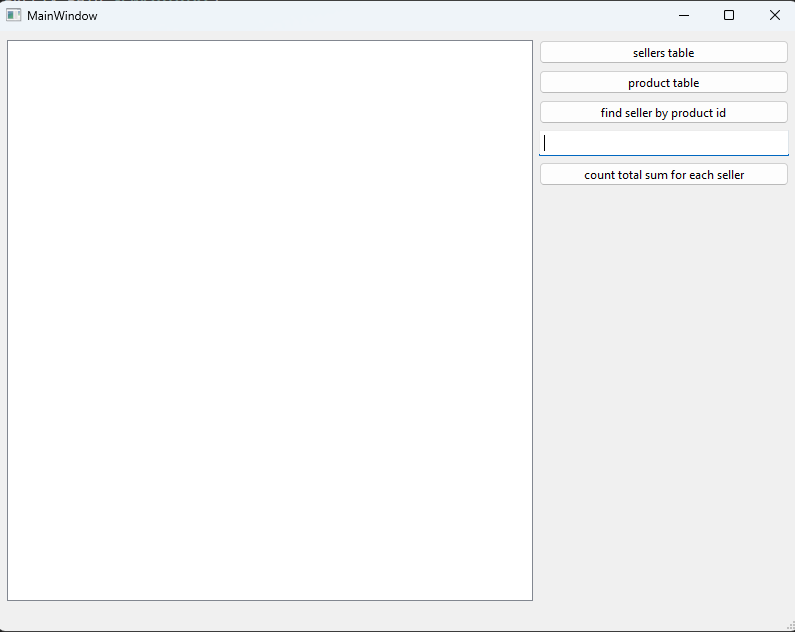 MainWindow
sellers table
product table
find seller by product id
count total sum for each seller